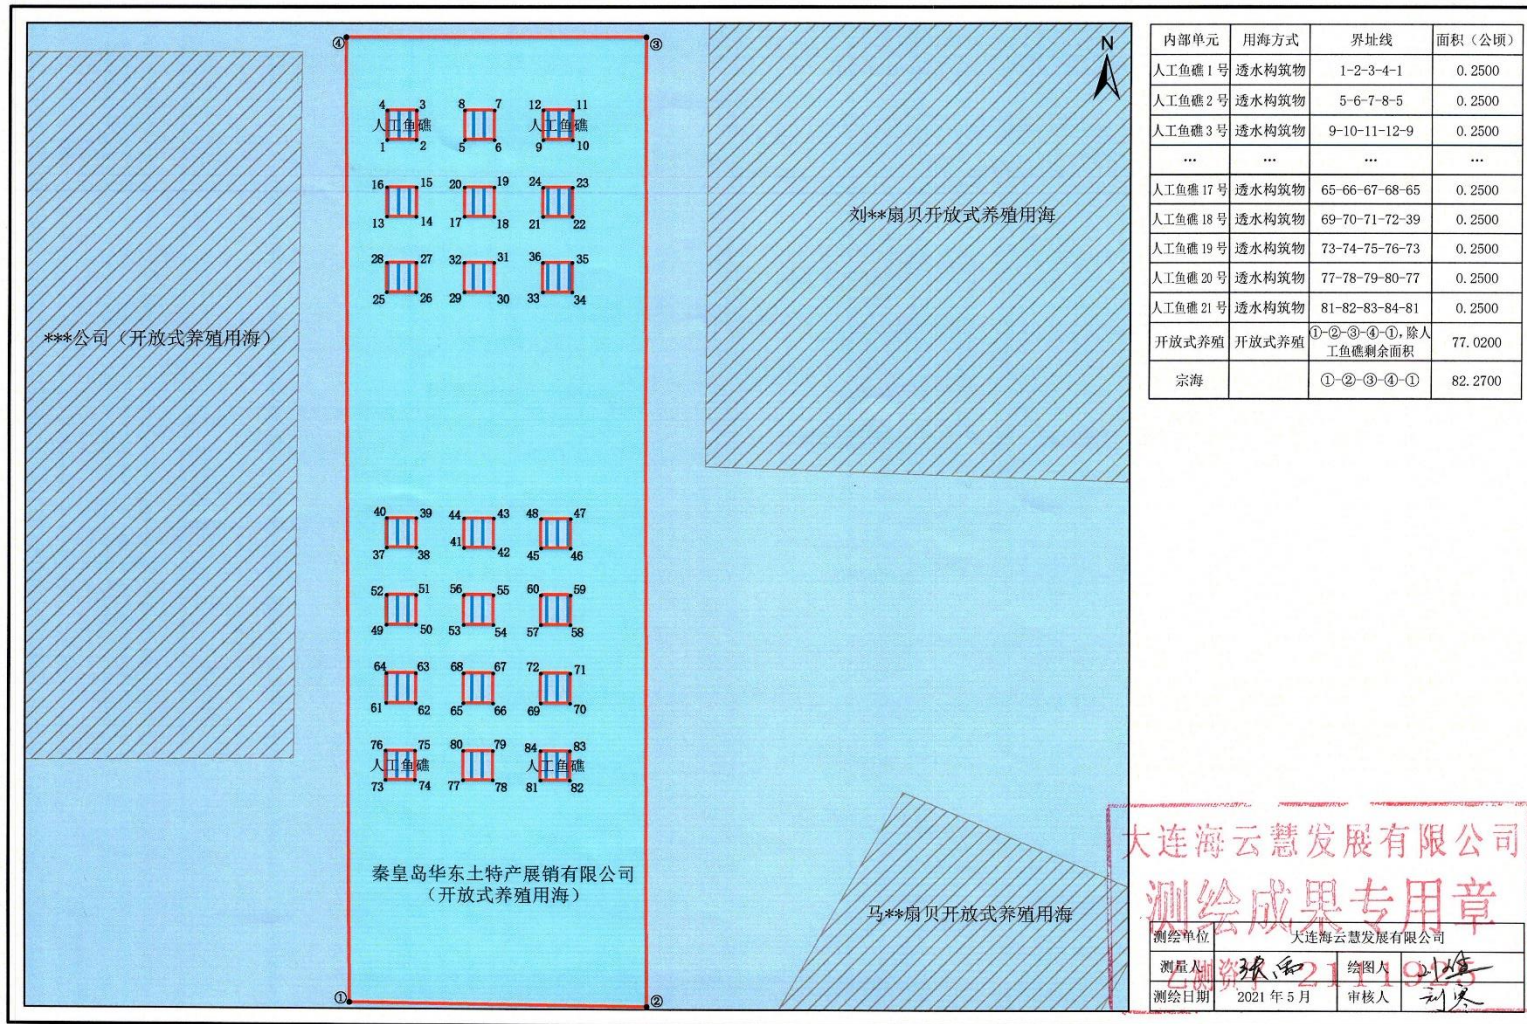 ④ ③
N
4 3 8 7 12 11
人工鱼礁 人工鱼礁
1 2 5 6 9 10
16 15 20 19 24 23
13 14 17 18 21 22
28 27 32 31 36 35
25 26 29 30 33 34
刘**扇贝开放式养殖用海
***公司（开放式养殖用海）
40 39 44 43 48 47
37 38 41 42 45 46
52 51 56 55 60 59
49 50 53 54 57 58
64 63 68 67 72 71
61 62 65 66 69 70
76 75 80 79 84 83
人工鱼礁 人工鱼礁
73 74 77 78 81 82
秦皇岛华东土特产展销有限公司
（开放式养殖用海）
马**扇贝开放式养殖用海
① ②
内部单元 用海方式 界址线 面积（公顷）
人工鱼礁 1 号 透水构筑物 1-2-3-4-1 0.2500
人工鱼礁 2 号 透水构筑物 5-6-7-8-5 0.2500
人工鱼礁 3 号 透水构筑物 9-10-11-12-9 0.2500
… … … …
人工鱼礁 17 号 透水构筑物 65-66-67-68-65 0.2500
人工鱼礁 18 号 透水构筑物 69-70-71-72-39 0.2500
人工鱼礁 19 号 透水构筑物 73-74-75-76-73 0.2500
人工鱼礁 20 号 透水构筑物 77-78-79-80-77 0.2500
人工鱼礁 21 号 透水构筑物 81-82-83-84-81 0.2500
开放式养殖 开放式养殖 ①-②-③-④-①,除人
工鱼礁剩余面积 77.0200
宗海 ①-②-③-④-① 82.2700
大连海云慧发展有限公司
测绘成果专用章
乙测资字 2111925
测绘单位 大连海云慧发展有限公司
测量人 绘图人
测绘日期 2021 年 5 月 审核人